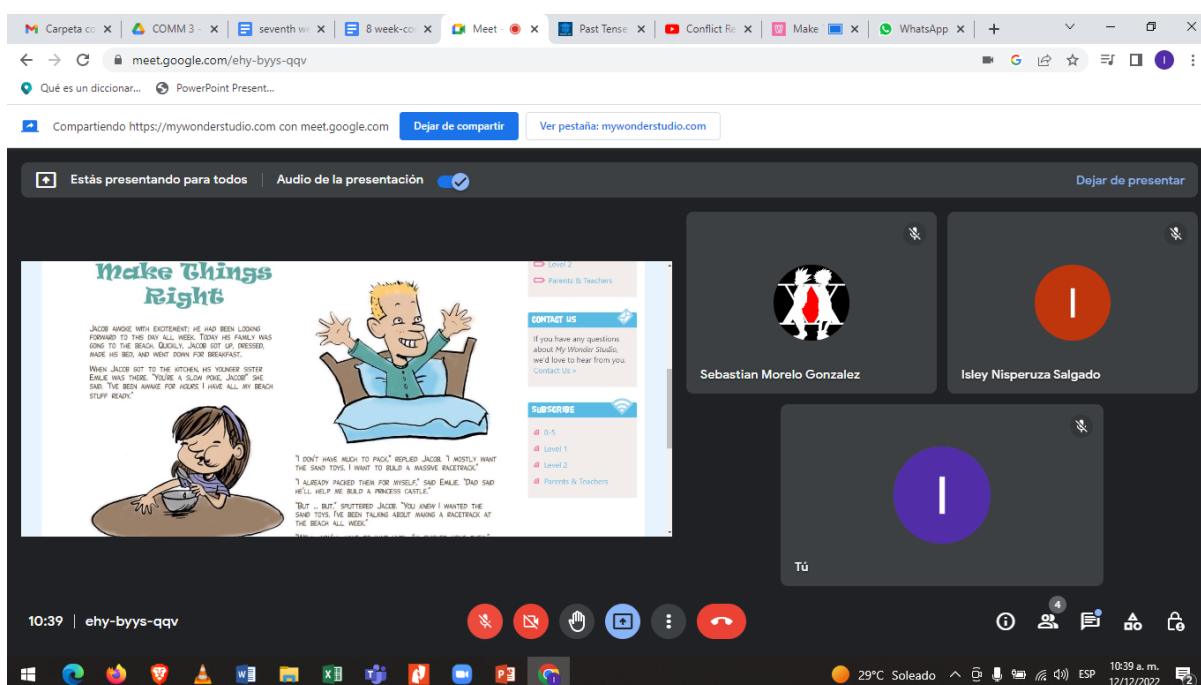 Carpeta co
COMM 3 -
seventh we
8 week-co
Meet -
Past Tense
Conflict Re
Make
WhatsApp
meet.google.com/ehy-byys-qqv
Qué es un diccionar...
PowerPoint Present...
Compartiendo https://mywonderstudio.com con meet.google.com
Dejar de compartir
Ver pestaña: mywonderstudio.com
Estás presentando para todos
Audio de la presentación
Dejar de presentar
Make Things
Right
JACOB AWOKE WITH EXCITEMENT; HE HAD BEEN LOOKING
FORWARD TO THIS DAY ALL WEEK. TODAY HIS FAMILY WAS
GOING TO THE BEACH. QUICKLY, JACOB GOT UP, DRESSED,
MADE HIS BED, AND WENT DOWN FOR BREAKFAST.
WHEN JACOB GOT TO THE KITCHEN, HIS YOUNGER SISTER
EMILIE WAS THERE. "YOU'RE A SLOW POKE, JACOB!" SHE
SAID. "I'VE BEEN AWAKE FOR HOURS. I HAVE ALL MY BEACH
STUFF READY."
"I DON'T HAVE MUCH TO PACK," REPLIED JACOB. "I MOSTLY WANT
THE SAND TOYS. I WANT TO BUILD A MASSIVE RACETRACK."
"I ALREADY PACKED THEM FOR MYSELF," SAID EMILIE. "DAD SAID
HE'LL HELP ME BUILD A PRINCESS CASTLE."
"BUT ... BUT," SPUTTERED JACOB. "YOU KNEW I WANTED THE
SAND TOYS. I'VE BEEN TALKING ABOUT MAKING A RACETRACK AT
THE BEACH ALL WEEK."
Level 2
Parents & Teachers
CONTACT US
If you have any questions
about My Wonder Studio,
we'd love to hear from you.
Contact Us »
SUBSCRIBE
0-5
Level 1
Level 2
Parents & Teachers
Sebastian Morelo Gonzalez
I
Isley Nisperuza Salgado
I
Tú
10:39 | ehy-byys-qqv
4
29°C Soleado
ESP
10:39 a. m.
12/12/2022
2